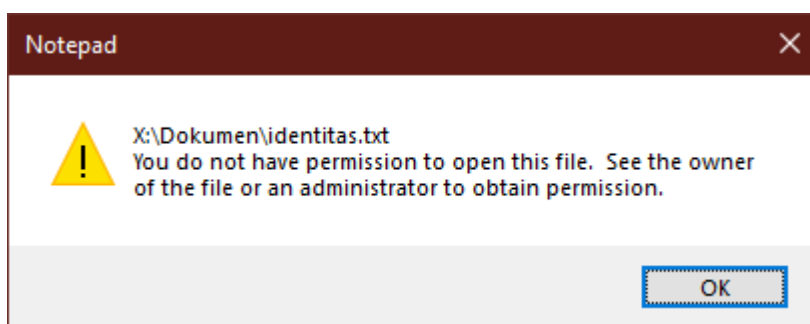 Notepad
X:\Dokumen\identitas.txt
You do not have permission to open this file.  See the owner
of the file or an administrator to obtain permission.
OK